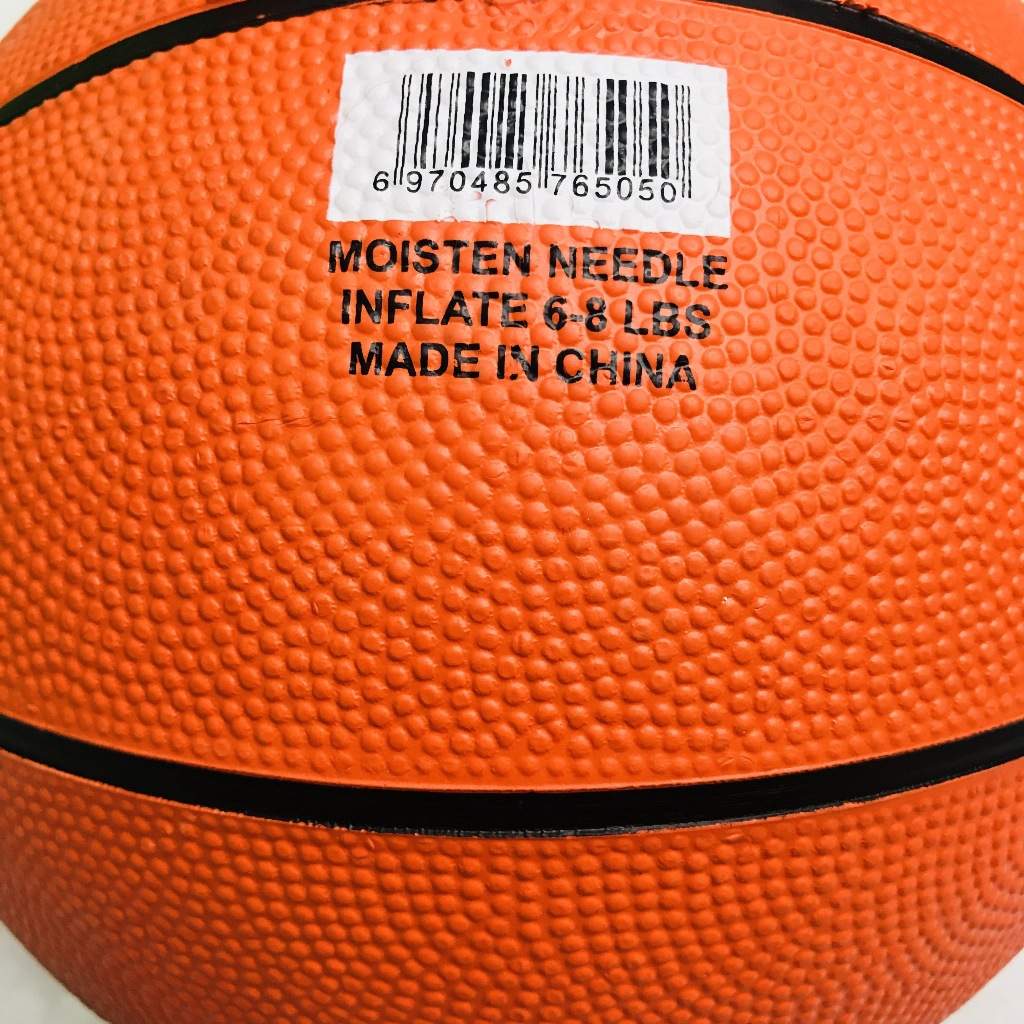 6 970485 765050
MOISTEN NEEDLE
INFLATE 6-8 LBS
MADE IN CHINA